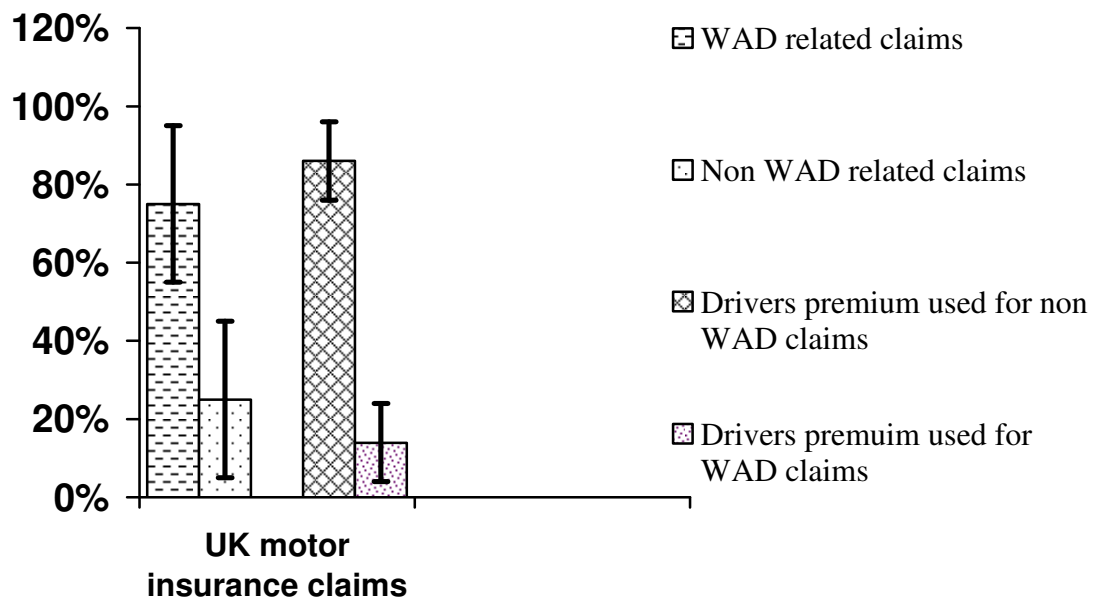 120%
100%
80%
60%
40%
20%
0%
UK motor
insurance claims
WAD related claims
Non WAD related claims
Drivers premium used for non
WAD claims
Drivers premuim used for
WAD claims